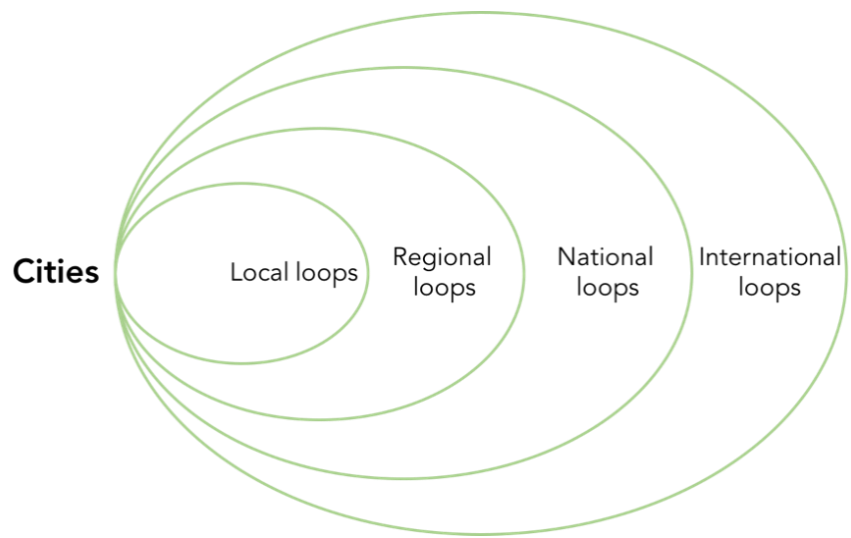 Cities
Local loops
Regional
loops
National
loops
International
loops